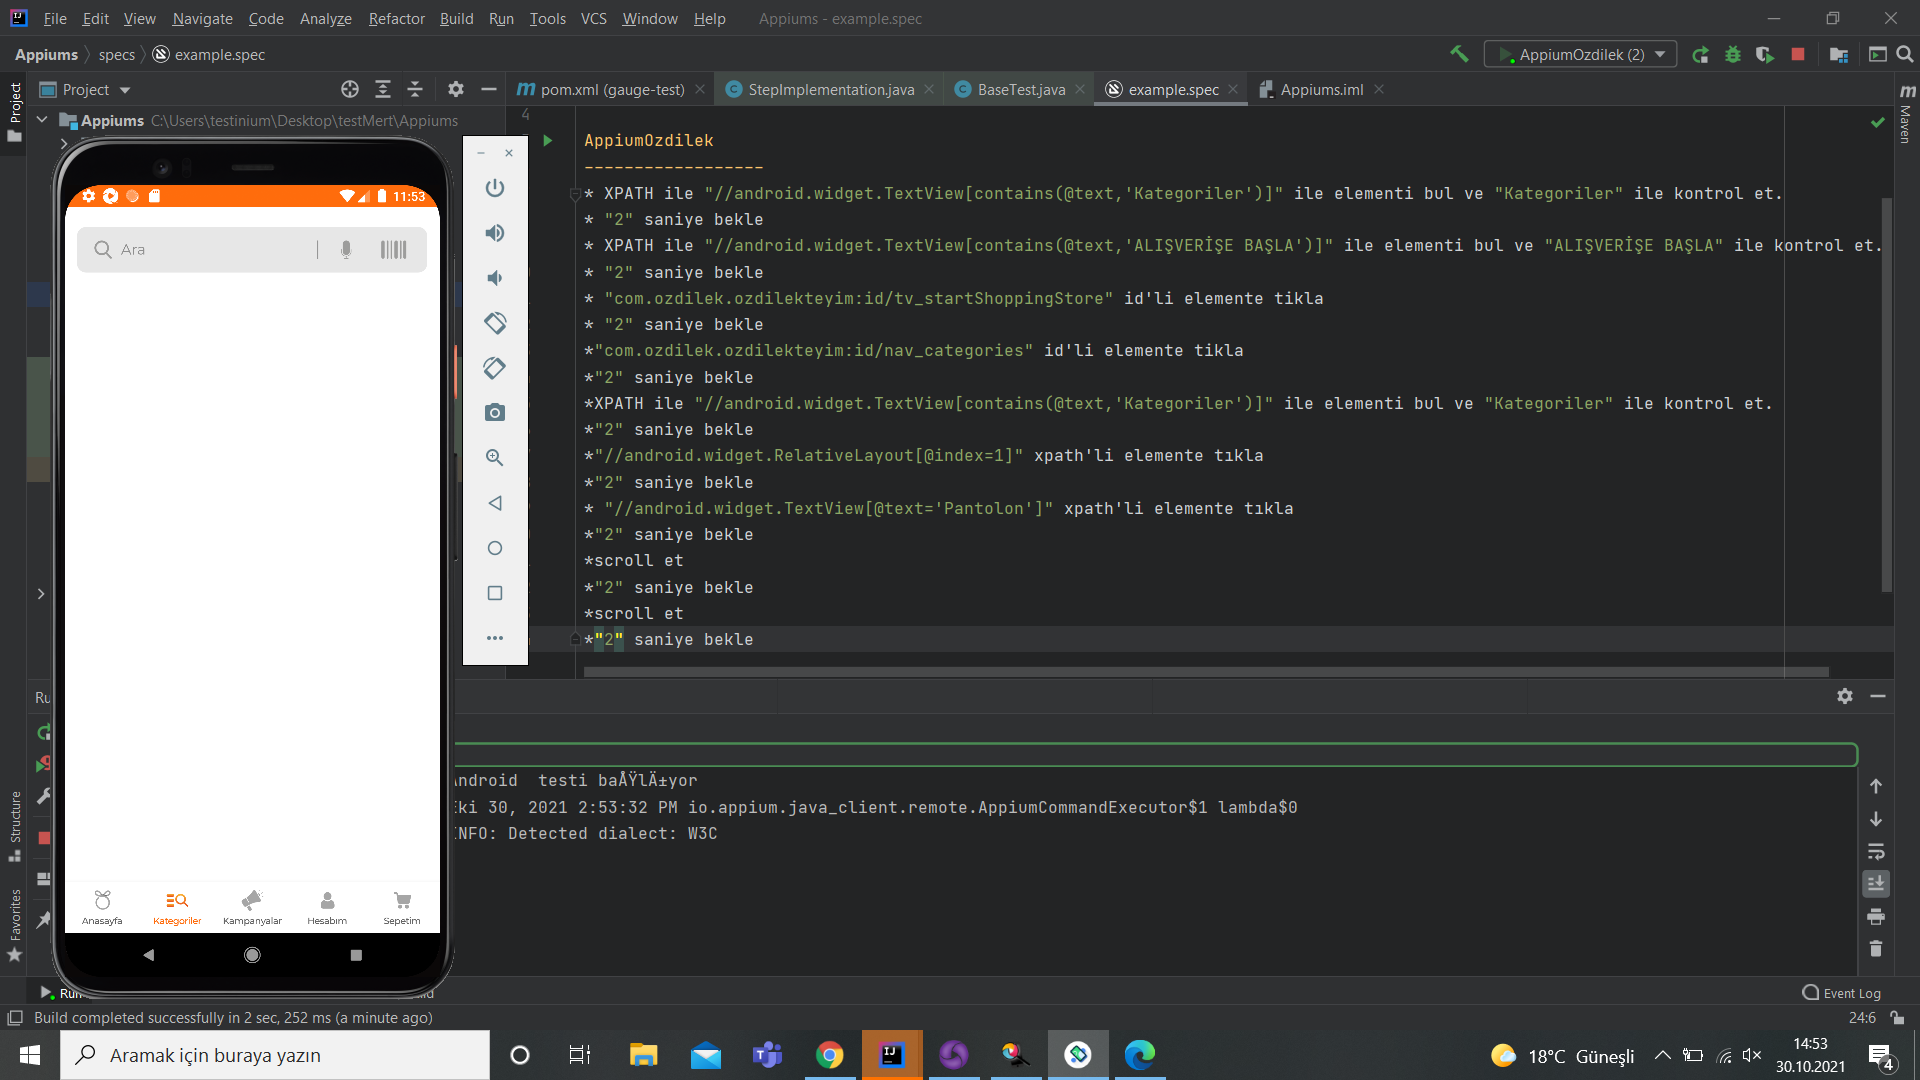 File Edit View Navigate Code Analyze Refactor Build Run Tools VCS Window Help Appiums - example.spec
Appiums specs example.spec AppiumOzdilek (2)
Project pom.xml (gauge-test) StepImplementation.java BaseTest.java example.spec Appiums.iml
Project
Maven
Appiums C:\Users\testinium\Desktop\testMert\Appiums
4
11:53
Ara
Anasayfa Kategoriler Kampanyalar Hesabım Sepetim
AppiumOzdilek
------------------
* XPATH ile "//android.widget.TextView[contains(@text,'Kategoriler')]" ile elementi bul ve "Kategoriler" ile kontrol et.
* "2" saniye bekle
* XPATH ile "//android.widget.TextView[contains(@text,'ALIŞVERİŞE BAŞLA')]" ile elementi bul ve "ALIŞVERİŞE BAŞLA" ile kontrol et.
* "2" saniye bekle
* "com.ozdilek.ozdilekteyim:id/tv_startShoppingStore" id'li elemente tikla
* "2" saniye bekle
*"com.ozdilek.ozdilekteyim:id/nav_categories" id'li elemente tikla
*"2" saniye bekle
*XPATH ile "//android.widget.TextView[contains(@text,'Kategoriler')]" ile elementi bul ve "Kategoriler" ile kontrol et.
*"2" saniye bekle
*"//android.widget.RelativeLayout[@index=1]" xpath'li elemente tıkla
*"2" saniye bekle
* "//android.widget.TextView[@text='Pantolon']" xpath'li elemente tıkla
*"2" saniye bekle
*scroll et
*"2" saniye bekle
*scroll et
*"2" saniye bekle
Ru
Android testi baÅŸlÄ±yor
Eki 30, 2021 2:53:32 PM io.appium.java_client.remote.AppiumCommandExecutor$1 lambda$0
INFO: Detected dialect: W3C
Structure
Favorites
Run Event Log
Build completed successfully in 2 sec, 252 ms (a minute ago) 24:6
Aramak için buraya yazın
18°C Güneşli
14:53
30.10.2021
4